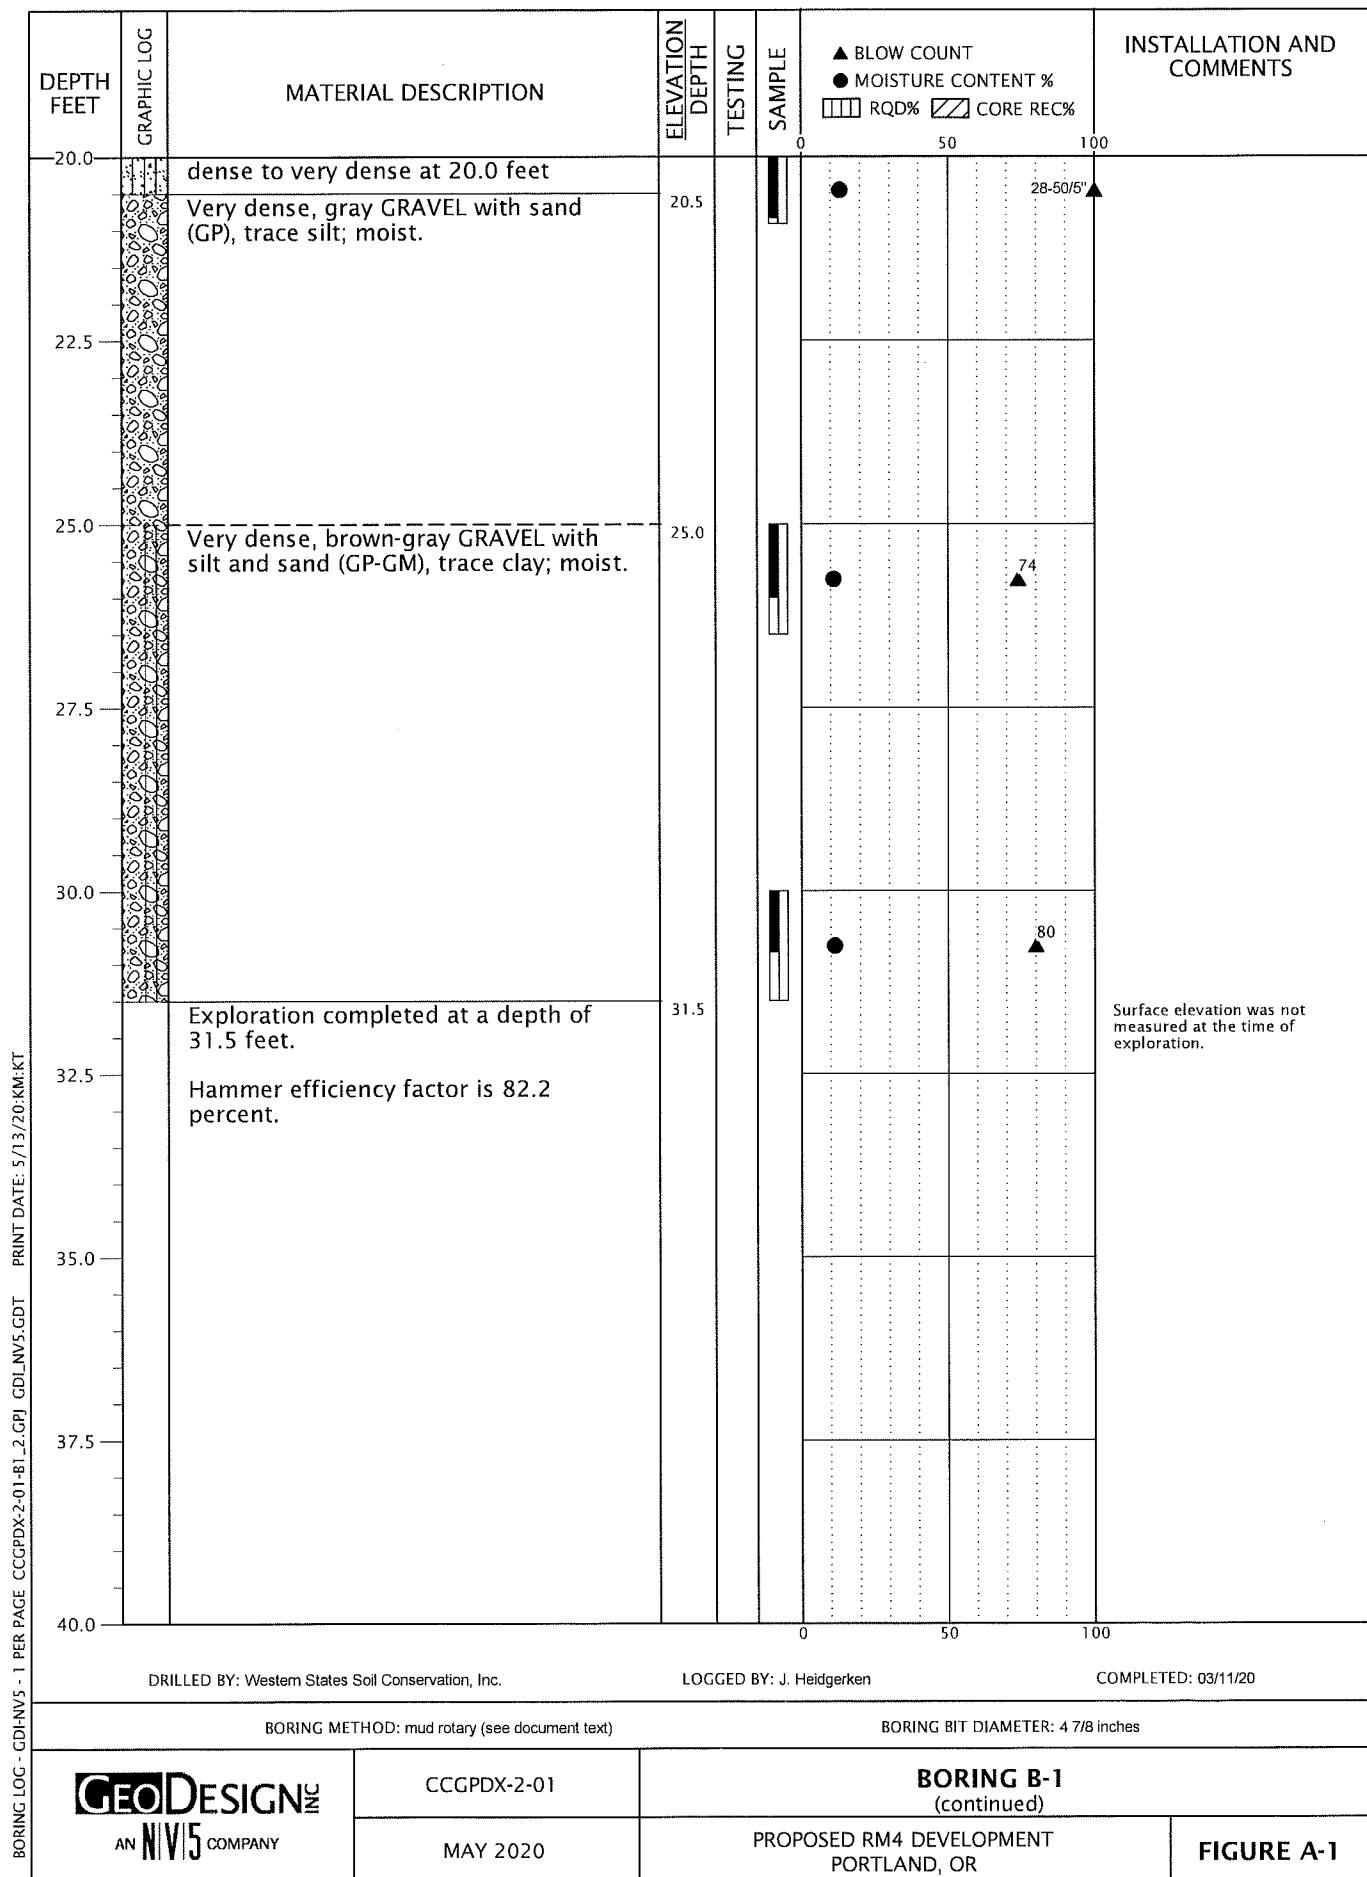 DEPTH
FEET
GRAPHIC LOG
MATERIAL DESCRIPTION
ELEVATION
DEPTH
TESTING
SAMPLE
▲ BLOW COUNT
● MOISTURE CONTENT %
RQD% CORE REC%
0 50 100
INSTALLATION AND
COMMENTS
20.0
dense to very dense at 20.0 feet
28-50/5"
20.5
Very dense, gray GRAVEL with sand
(GP), trace silt; moist.
22.5
25.0
25.0
Very dense, brown-gray GRAVEL with
silt and sand (GP-GM), trace clay; moist.
74
27.5
30.0
80
31.5
Exploration completed at a depth of
31.5 feet.
Surface elevation was not
measured at the time of
exploration.
32.5
Hammer efficiency factor is 82.2
percent.
35.0
37.5
40.0
0 50 100
DRILLED BY: Western States Soil Conservation, Inc.
LOGGED BY: J. Heidgerken
COMPLETED: 03/11/20
BORING METHOD: mud rotary (see document text)
BORING BIT DIAMETER: 4 7/8 inches
GEODESIGN INC
AN N|V|5 COMPANY
CCGPDX-2-01
MAY 2020
BORING B-1
(continued)
PROPOSED RM4 DEVELOPMENT
PORTLAND, OR
FIGURE A-1
BORING LOG - GDI-NV5 - 1 PER PAGE CCGPDX-2-01-B1_2.GPJ GDI_NV5.GDT PRINT DATE: 5/13/20:KM:KT